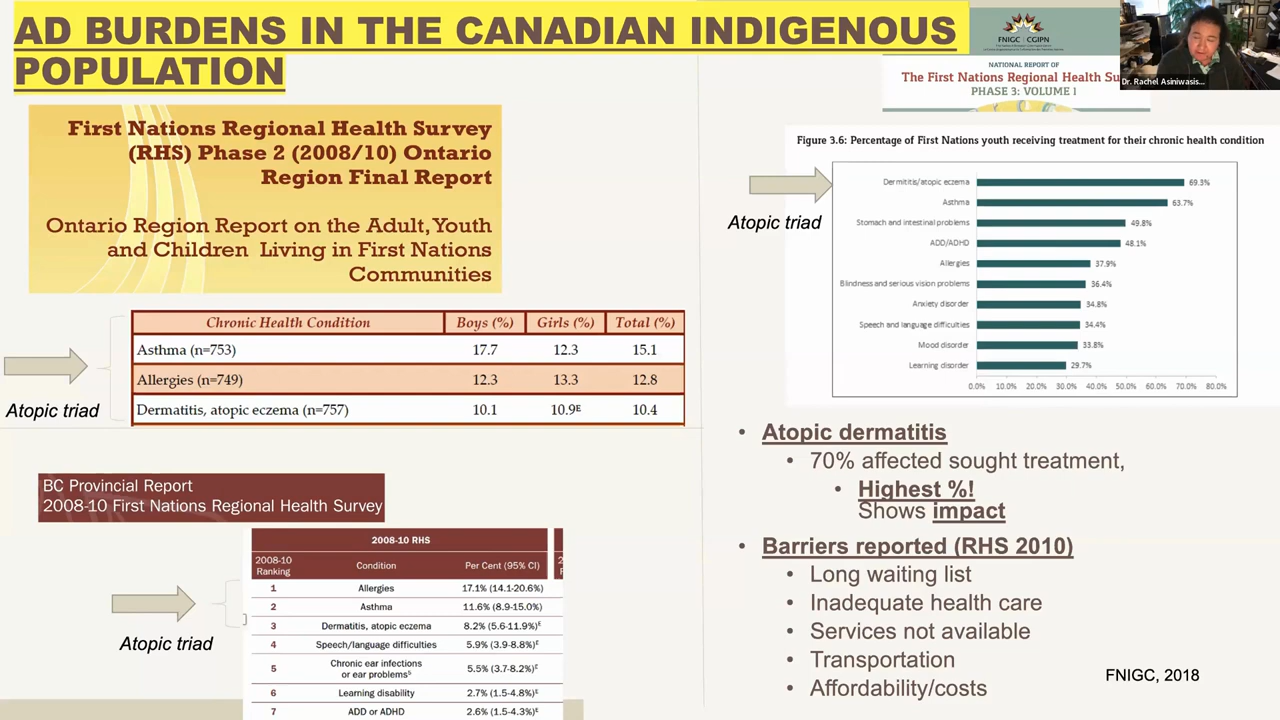 AD BURDENS IN THE CANADIAN INDIGENOUS
POPULATION
FNIGC | CGIPN
NATIONAL REPORT OF
The First Nations Regional Health Su
PHASE 3: VOLUME 1
Dr. Rachel Asiniwasis...
First Nations Regional Health Survey
(RHS) Phase 2 (2008/10) Ontario
Region Final Report
Ontario Region Report on the Adult, Youth
and Children Living in First Nations
Communities
Atopic triad
Chronic Health Condition Boys (%) Girls (%) Total (%)
Asthma (n=753) 17.7 12.3 15.1
Allergies (n=749) 12.3 13.3 12.8
Dermatitis, atopic eczema (n=757) 10.1 10.9ᴱ 10.4
BC Provincial Report
2008-10 First Nations Regional Health Survey
Atopic triad
2008-10 RHS
2008-10
Ranking Condition Per Cent (95% CI)
1 Allergies 17.1% (14.1-20.6%)
2 Asthma 11.6% (8.9-15.0%)
3 Dermatitis, atopic eczema 8.2% (5.6-11.9%)ᴱ
4 Speech/language difficulties 5.9% (3.9-8.8%)ᴱ
5 Chronic ear infections
or ear problems⁵ 5.5% (3.7-8.2%)ᴱ
6 Learning disability 2.7% (1.5-4.8%)ᴱ
7 ADD or ADHD 2.6% (1.5-4.3%)ᴱ
Figure 3.6: Percentage of First Nations youth receiving treatment for their chronic health condition
Atopic triad
Dermititis/atopic eczema 69.3%
Asthma 63.7%
Stomach and intestinal problems 49.8%
ADD/ADHD 48.1%
Allergies 37.9%
Blindness and serious vision problems 36.4%
Anxiety disorder 34.8%
Speech and language difficulties 34.4%
Mood disorder 33.8%
Learning disorder 29.7%
0.0% 10.0% 20.0% 30.0% 40.0% 50.0% 60.0% 70.0% 80.0%
• Atopic dermatitis
• 70% affected sought treatment,
• Highest %!
Shows impact
• Barriers reported (RHS 2010)
• Long waiting list
• Inadequate health care
• Services not available
• Transportation
• Affordability/costs
FNIGC, 2018